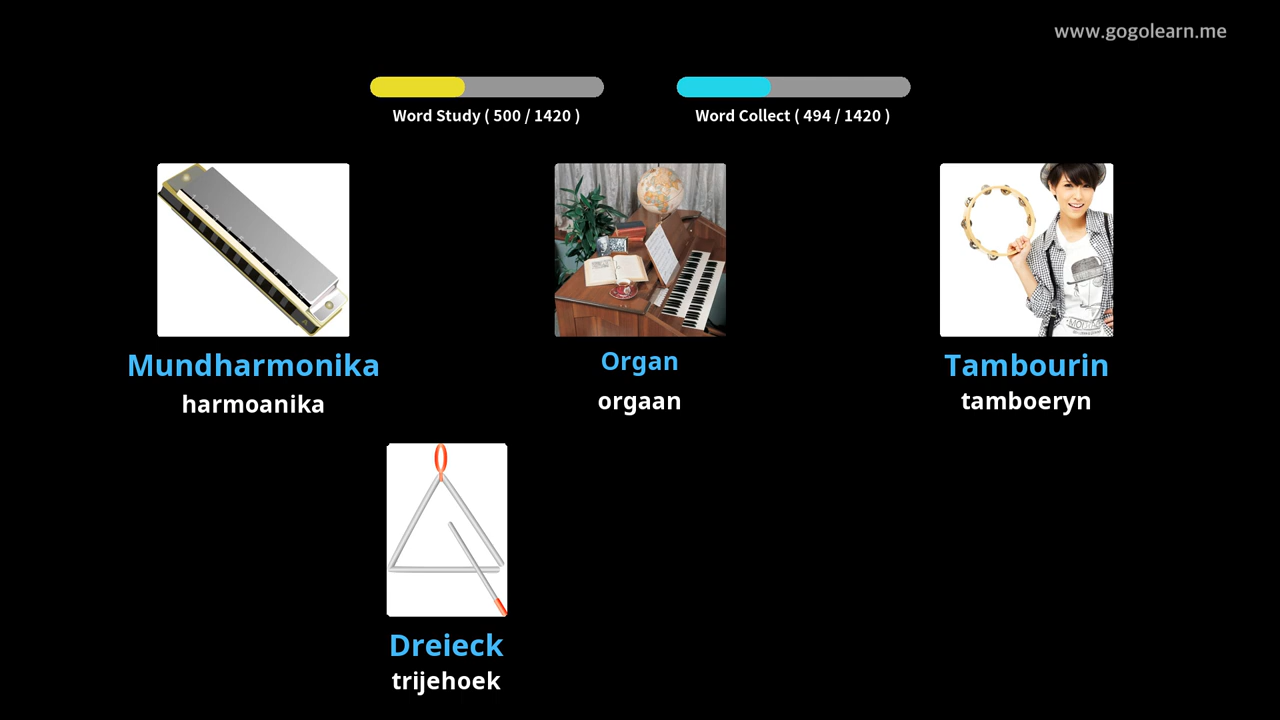 www.gogolearn.me
Word Study ( 500 / 1420 )
Word Collect ( 494 / 1420 )
Mundharmonika
harmoanika
Organ
orgaan
Tambourin
tamboeryn
Dreieck
trijehoek